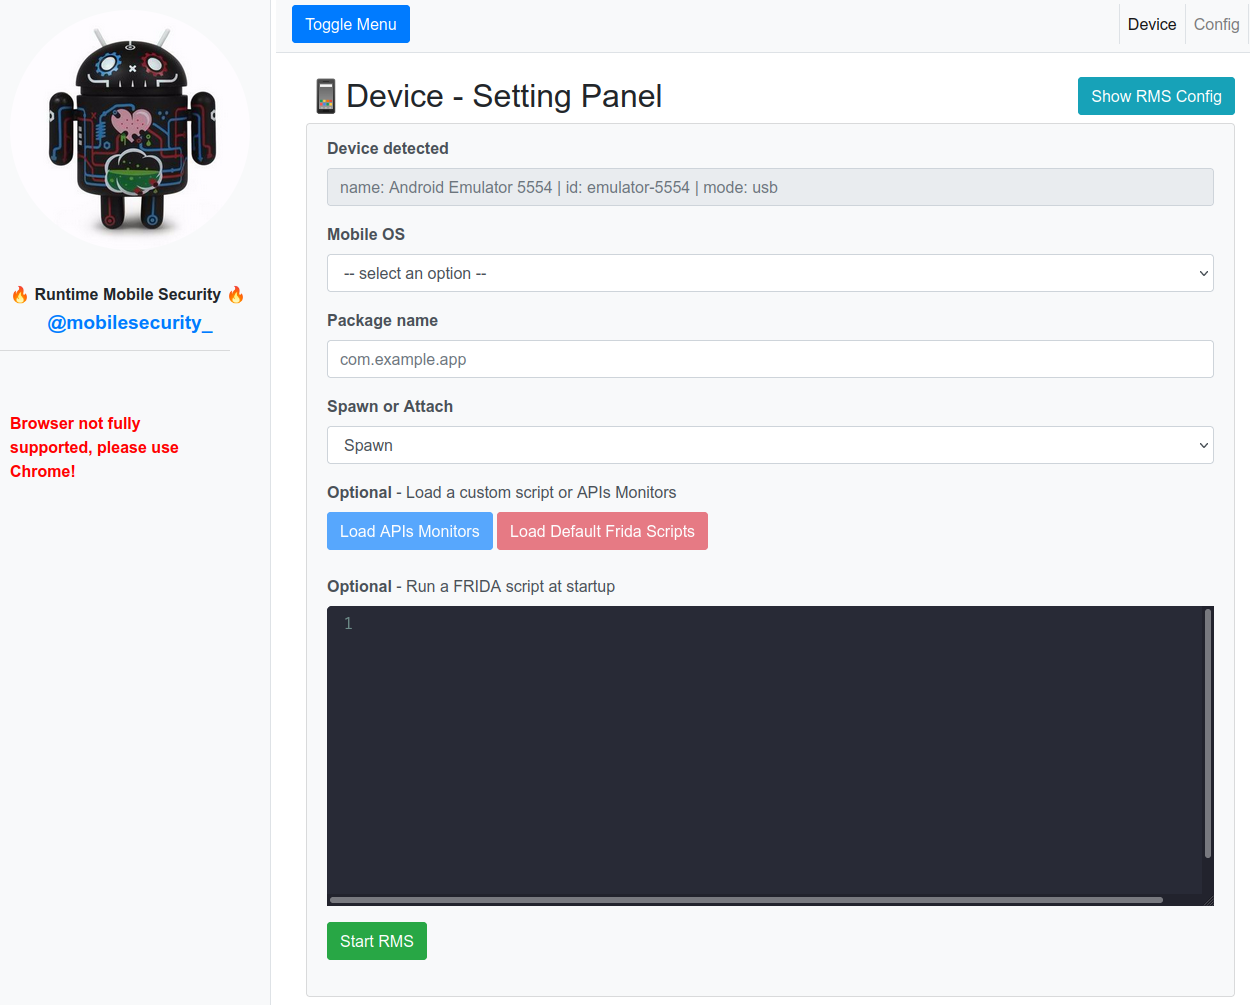 Toggle Menu
Device
Config
Device - Setting Panel
Show RMS Config
Device detected
name: Android Emulator 5554 | id: emulator-5554 | mode: usb
Mobile OS
-- select an option --
Package name
com.example.app
Spawn or Attach
Spawn
Optional - Load a custom script or APIs Monitors
Load APIs Monitors
Load Default Frida Scripts
Optional - Run a FRIDA script at startup
1
Start RMS
🔥 Runtime Mobile Security 🔥
@mobilesecurity_
Browser not fully
supported, please use
Chrome!